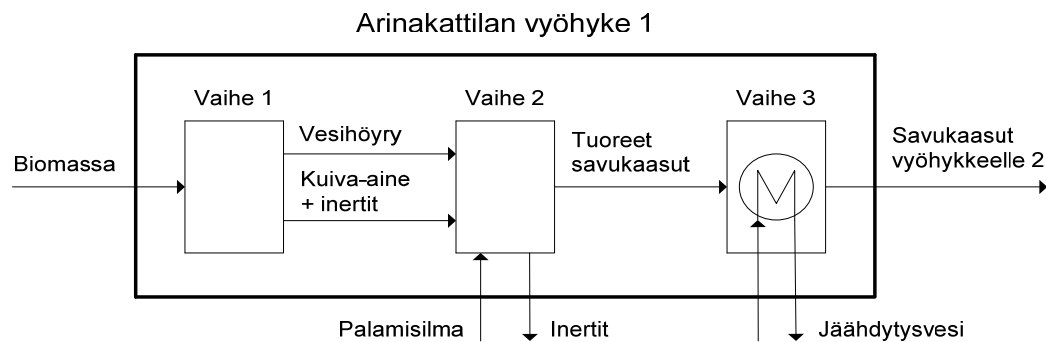 Arinakattilan vyöhyke 1
Vaihe 1
Vaihe 2
Vaihe 3
Biomassa
Vesihöyry
Kuiva-aine
+ inertit
Tuoreet
savukaasut
Savukaasut
vyöhykkeelle 2
Palamisilma
Inertit
Jäähdytysvesi